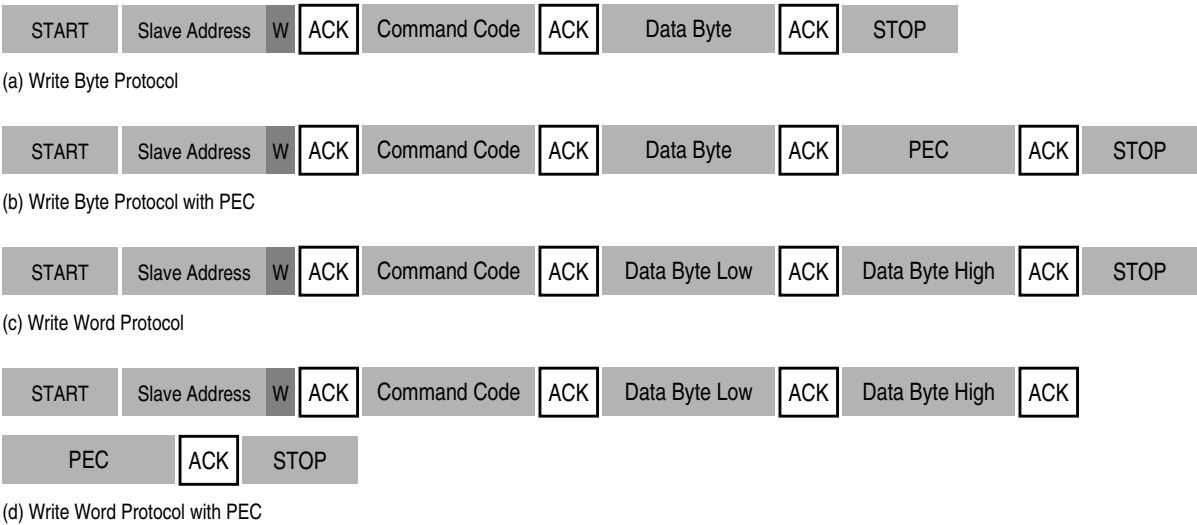 START Slave Address W ACK Command Code ACK Data Byte ACK STOP
(a) Write Byte Protocol
START Slave Address W ACK Command Code ACK Data Byte ACK PEC ACK STOP
(b) Write Byte Protocol with PEC
START Slave Address W ACK Command Code ACK Data Byte Low ACK Data Byte High ACK STOP
(c) Write Word Protocol
START Slave Address W ACK Command Code ACK Data Byte Low ACK Data Byte High ACK
PEC ACK STOP
(d) Write Word Protocol with PEC